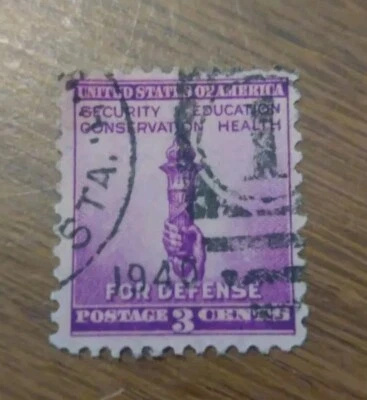 UNITED STATES OF AMERICA
SECURITY EDUCATION
CONSERVATION HEALTH
STA.
1940
FOR DEFENSE
POSTAGE 3 CENTS